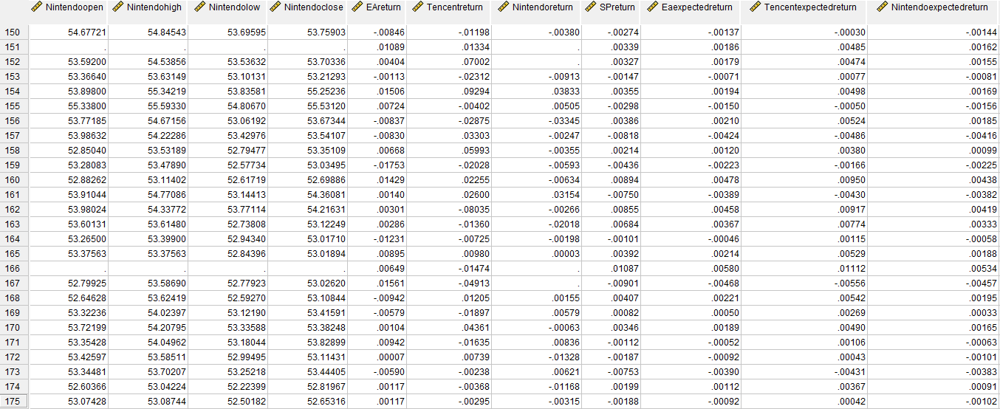 Nintendoopen Nintendohigh Nintendolow Nintendoclose EAreturn Tencentreturn Nintendoreturn SPreturn Eaexpectedreturn Tencentexpectedreturn Nintendoexpectedreturn
150 54.67721 54.84543 53.69595 53.75903 -.00846 -.01198 -.00380 -.00274 -.00137 -.00030 -.00144
151 . . . . .01089 .01334 . .00339 .00186 .00485 .00162
152 53.59200 54.53856 53.53632 53.70336 .00404 .07002 . .00327 .00179 .00474 .00155
153 53.36640 53.63149 53.10131 53.21293 -.00113 -.02312 -.00913 -.00147 -.00071 .00077 -.00081
154 53.89800 55.34219 53.83581 55.25236 .01506 .09294 .03833 .00355 .00194 .00498 .00169
155 55.33800 55.59330 54.80670 55.53120 .00724 -.00402 .00505 -.00298 -.00150 -.00050 -.00156
156 53.77185 54.67156 53.06192 53.67344 -.00837 -.02875 -.03345 .00386 .00210 .00524 .00185
157 53.98632 54.22286 53.42976 53.54107 -.00830 .03303 -.00247 -.00818 -.00424 -.00486 -.00416
158 52.85040 53.53189 52.79477 53.35109 .00668 .05993 -.00355 .00214 .00120 .00380 .00099
159 53.28083 53.47890 52.57734 53.03495 -.01753 -.02028 -.00593 -.00436 -.00223 -.00166 -.00225
160 52.88262 53.11402 52.61719 52.69886 .01429 .02255 -.00634 .00894 .00478 .00950 .00438
161 53.91044 54.77086 53.14413 54.36081 .00140 .02600 .03154 -.00750 -.00389 -.00430 -.00382
162 53.98024 54.33772 53.77114 54.21631 .00301 -.08035 -.00266 .00855 .00458 .00917 .00419
163 53.60131 53.61480 52.73808 53.12249 .00286 -.01360 -.02018 .00684 .00367 .00774 .00333
164 53.26500 53.39900 52.94340 53.01710 -.01231 -.00725 -.00198 -.00101 -.00046 .00115 -.00058
165 53.37563 53.37563 52.84396 53.01894 .00895 .00980 .00003 .00392 .00214 .00529 .00188
166 . . . . .00649 -.01474 . .01087 .00580 .01112 .00534
167 52.79925 53.58690 52.77923 53.02620 .01561 -.04913 . -.00901 -.00468 -.00556 -.00457
168 52.64628 53.62419 52.59270 53.10844 -.00942 .01205 .00155 .00407 .00221 .00542 .00195
169 53.32236 54.02397 53.12190 53.41591 -.00579 -.01897 .00579 .00082 .00050 .00269 .00033
170 53.72199 54.20795 53.33588 53.38248 .00104 .04361 -.00063 .00346 .00189 .00490 .00165
171 53.35428 54.04962 53.18044 53.82899 .00942 -.01635 .00836 -.00112 -.00052 .00106 -.00063
172 53.42597 53.58511 52.99495 53.11431 .00007 .00739 -.01328 -.00187 -.00092 .00043 -.00101
173 53.34481 53.70207 53.25218 53.44405 -.00590 -.00238 .00621 -.00753 -.00390 -.00431 -.00383
174 52.60366 53.04224 52.22399 52.81967 .00117 -.00368 -.01168 .00199 .00112 .00367 .00091
175 53.07428 53.08744 52.50182 52.65316 .00117 -.00295 -.00315 -.00188 -.00092 .00042 -.00102